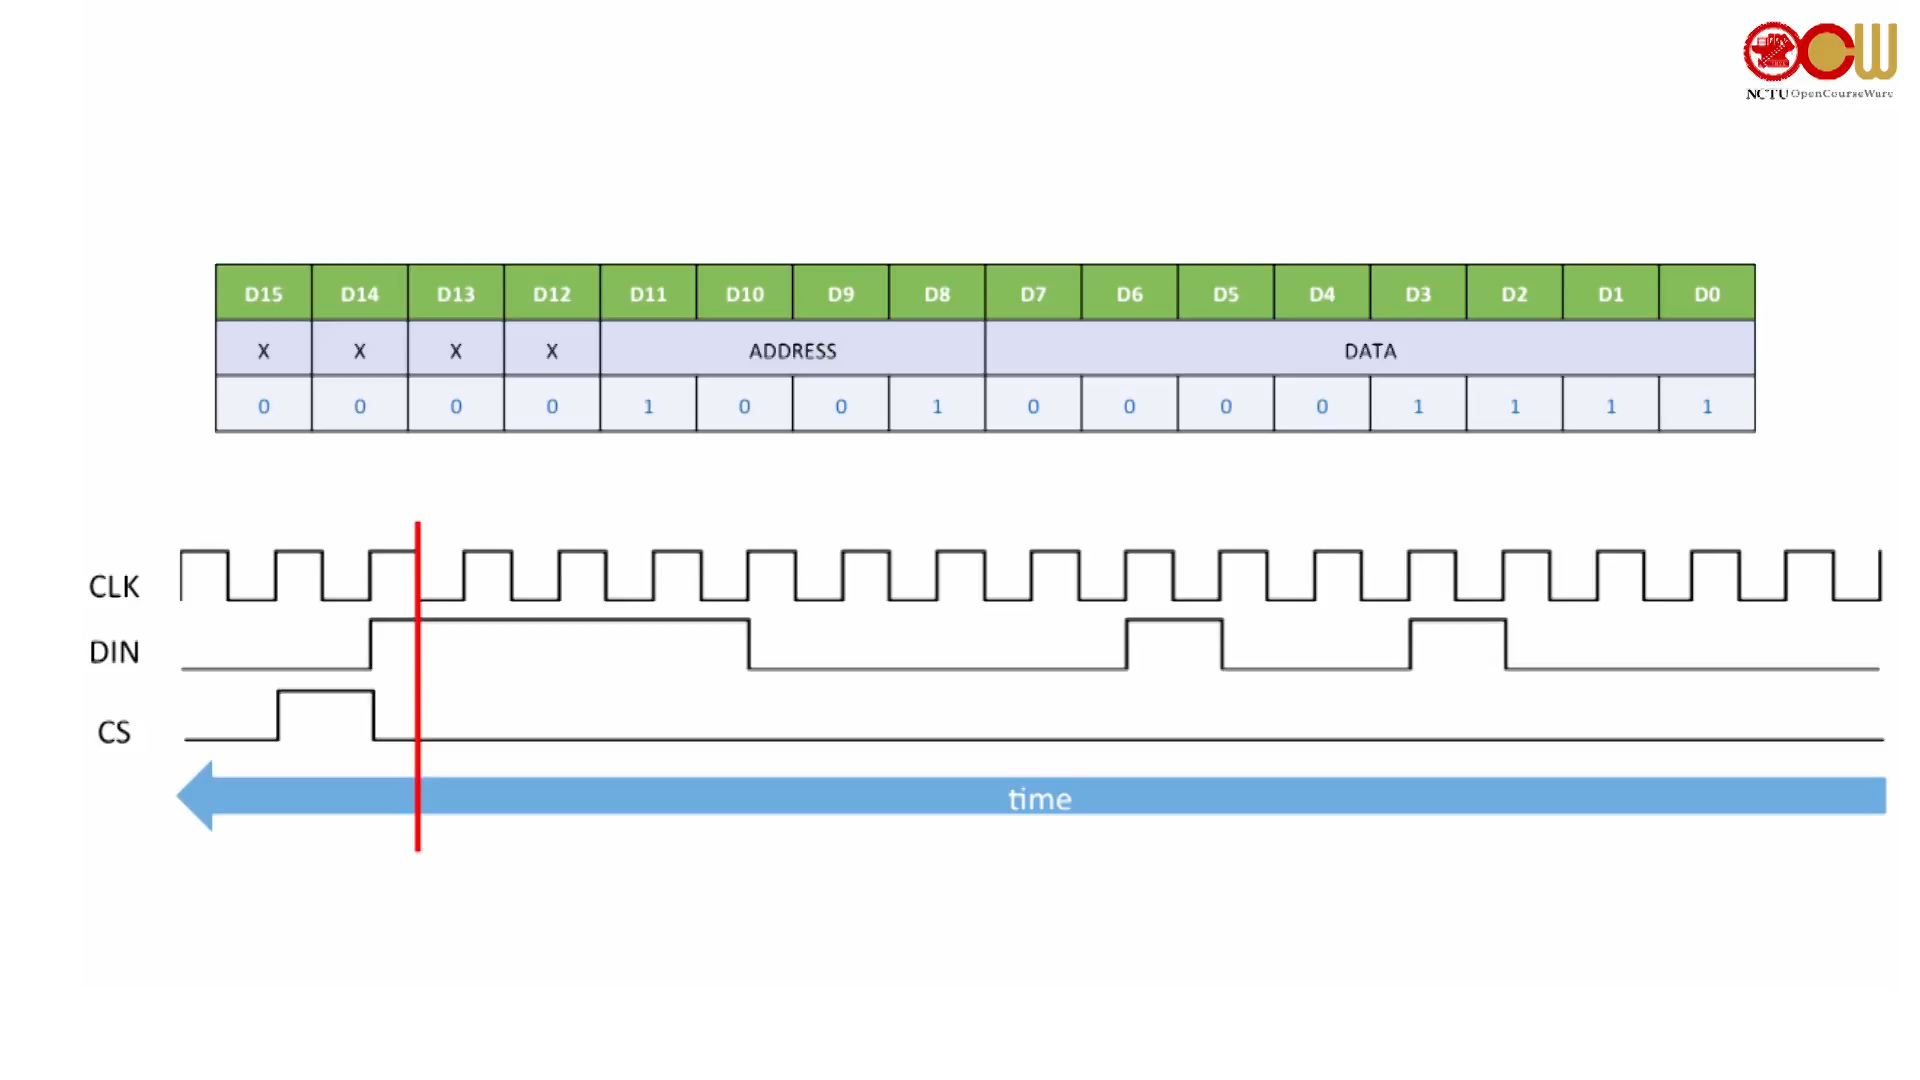 NCTU OpenCourseWare
D15 D14 D13 D12 D11 D10 D9 D8 D7 D6 D5 D4 D3 D2 D1 D0
X X X X ADDRESS DATA
0 0 0 0 1 0 0 1 0 0 0 0 1 1 1 1
CLK
DIN
CS
time